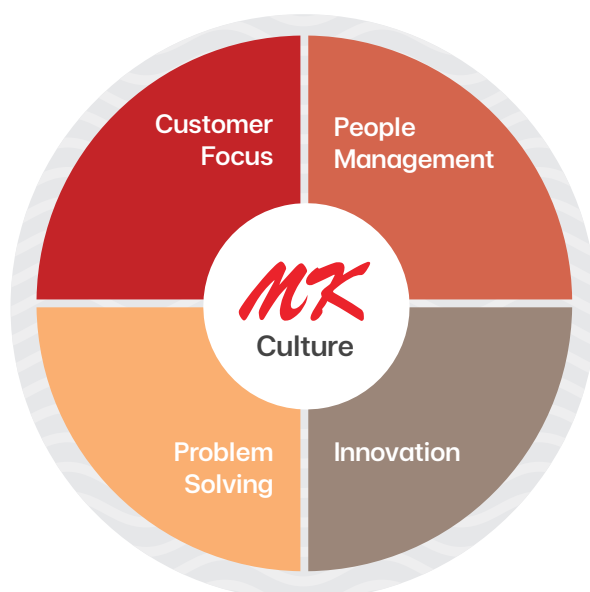 Customer
Focus
People
Management
MK
Culture
Problem
Solving
Innovation